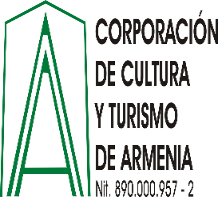 CORPORACIÓN
DE CULTURA
Y TURISMO
DE ARMENIA
Nit. 890.000.957 - 2